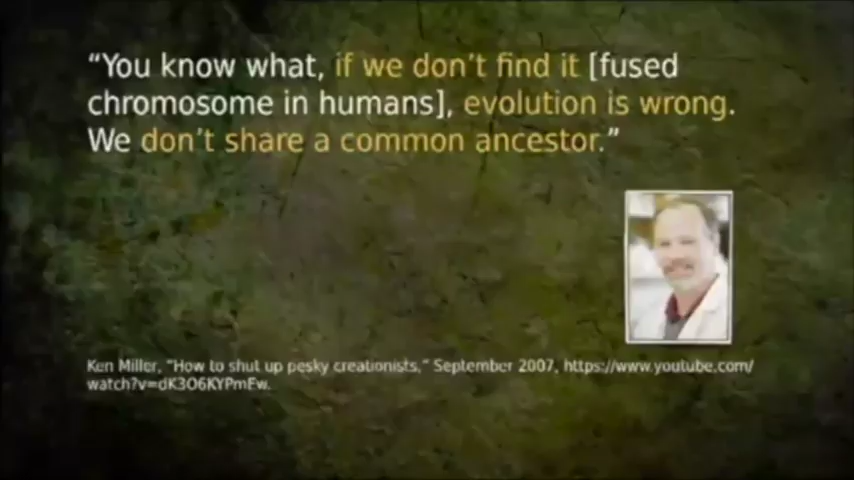 “You know what, if we don’t find it [fused
chromosome in humans], evolution is wrong.
We don’t share a common ancestor.”
Ken Miller, “How to shut up pesky creationists,” September 2007, https://www.youtube.com/
watch?v=dK3O6KYPmEw.